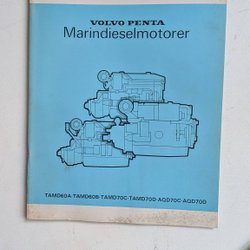 VOLVO PENTA
Marindieselmotorer
TAMD60A·TAMD60B·TAMD70C·TAMD70D·AQD70C·AQD70D